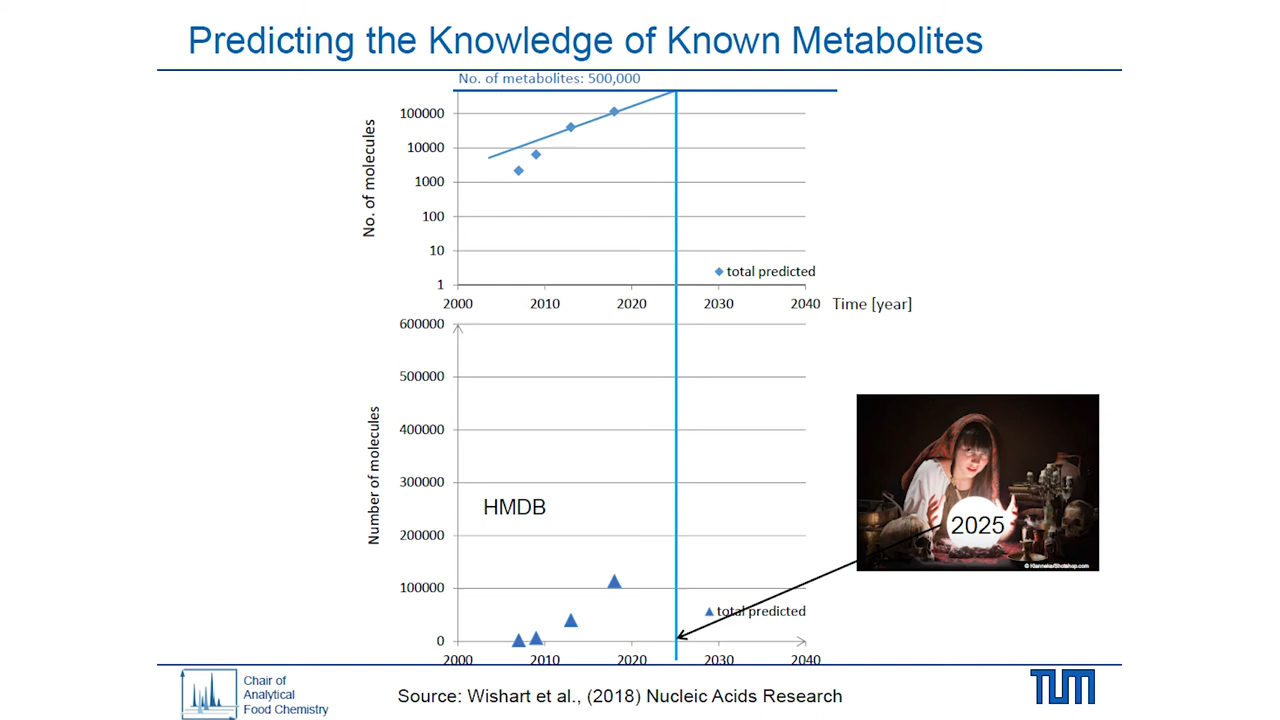 Predicting the Knowledge of Known Metabolites
No. of metabolites: 500,000
No. of molecules
100000
10000
1000
100
10
1
total predicted
2000 2010 2020 2030 2040 Time [year]
Number of molecules
600000
500000
400000
300000
200000
100000
0
HMDB
total predicted
2000 2010 2020 2030 2040
2025
© Klanneke/Shotshop.com
Chair of
Analytical
Food Chemistry
Source: Wishart et al., (2018) Nucleic Acids Research
TUM